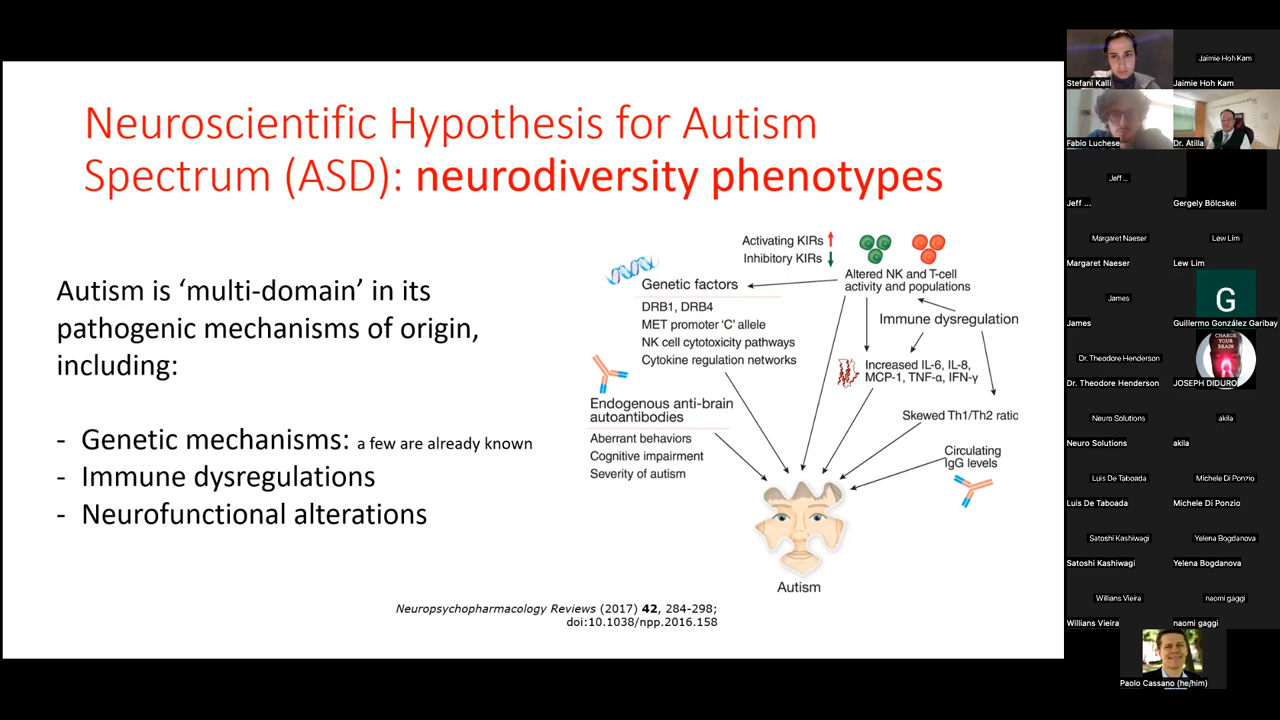 Neuroscientific Hypothesis for Autism
Spectrum (ASD): neurodiversity phenotypes
Autism is ‘multi-domain’ in its
pathogenic mechanisms of origin,
including:
- Genetic mechanisms: a few are already known
- Immune dysregulations
- Neurofunctional alterations
Activating KIRs
Inhibitory KIRs
Altered NK and T-cell
activity and populations
Genetic factors
DRB1, DRB4
MET promoter ‘C’ allele
NK cell cytotoxicity pathways
Cytokine regulation networks
Immune dysregulation
Increased IL-6, IL-8,
MCP-1, TNF-α, IFN-γ
Endogenous anti-brain
autoantibodies
Aberrant behaviors
Cognitive impairment
Severity of autism
Skewed Th1/Th2 ratio
Circulating
IgG levels
Autism
Neuropsychopharmacology Reviews (2017) 42, 284-298;
doi:10.1038/npp.2016.158
Stefani Kalli
Jaimie Hoh Kam
Jaimie Hoh Kam
Fabio Luchese
Dr. Atilla
Jeff ...
Jeff ...
Gergely Bölcskei
Margaret Naeser
Margaret Naeser
Lew Lim
Lew Lim
James
James
G
Guillermo González Garibay
Dr. Theodore Henderson
Dr. Theodore Henderson
CHARGE
YOUR
BRAIN
JOSEPH DIDURO
Neuro Solutions
Neuro Solutions
akila
akila
Luis De Taboada
Luis De Taboada
Michele Di Ponzio
Michele Di Ponzio
Satoshi Kashiwagi
Satoshi Kashiwagi
Yelena Bogdanova
Yelena Bogdanova
Willians Vieira
Willians Vieira
naomi gaggi
naomi gaggi
Paolo Cassano (he/him)